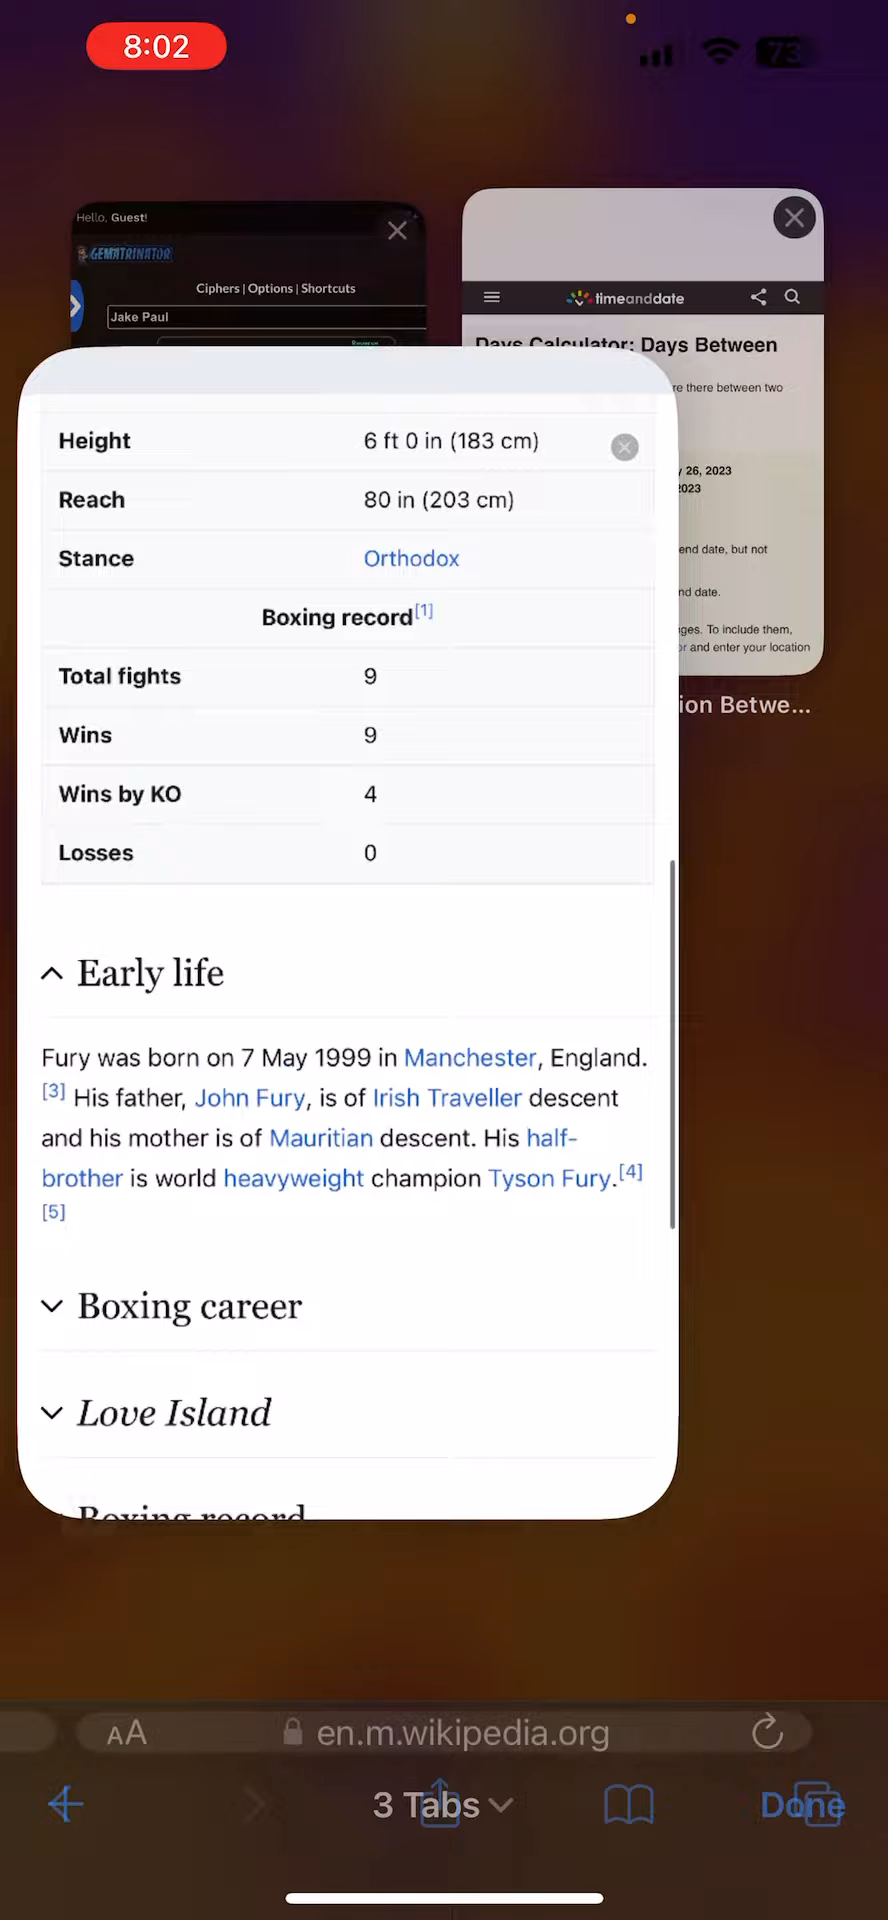 8:02
73
Hello, Guest!
GEMATRINATOR
Ciphers | Options | Shortcuts
Jake Paul
Reverse
timeanddate
Days Calculator: Days Between
re there between two
y 26, 2023
2023
end date, but not
nd date.
ges. To include them,
or and enter your location
ion Betwe...
Height 6 ft 0 in (183 cm)
Reach 80 in (203 cm)
Stance Orthodox
Boxing record[1]
Total fights 9
Wins 9
Wins by KO 4
Losses 0
Early life
Fury was born on 7 May 1999 in Manchester, England.
[3] His father, John Fury, is of Irish Traveller descent
and his mother is of Mauritian descent. His half-
brother is world heavyweight champion Tyson Fury.[4]
[5]
Boxing career
Love Island
Boxing record
AA en.m.wikipedia.org
3 Tabs Done